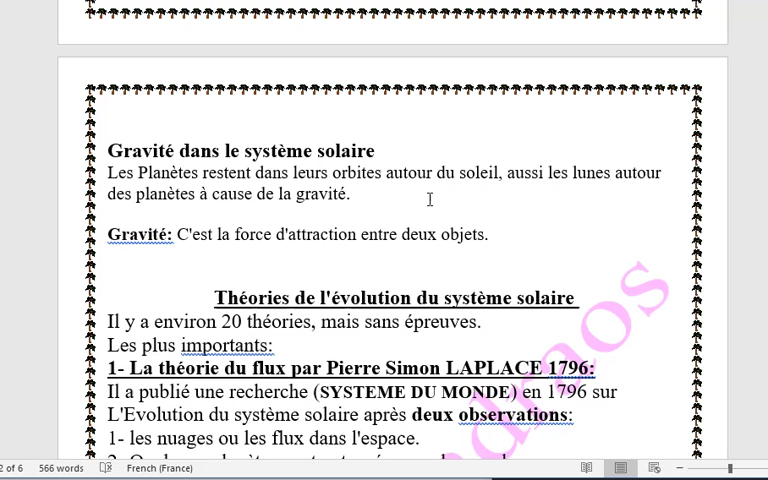 Gravité dans le système solaire
Les Planètes restent dans leurs orbites autour du soleil, aussi les lunes autour
des planètes à cause de la gravité.
Gravité: C'est la force d'attraction entre deux objets.
Théories de l'évolution du système solaire
Il y a environ 20 théories, mais sans épreuves.
Les plus importants:
1- La théorie du flux par Pierre Simon LAPLACE 1796:
Il a publié une recherche (SYSTEME DU MONDE) en 1796 sur
L'Evolution du système solaire après deux observations:
1- les nuages ou les flux dans l'espace.
2 of 6 566 words French (France)